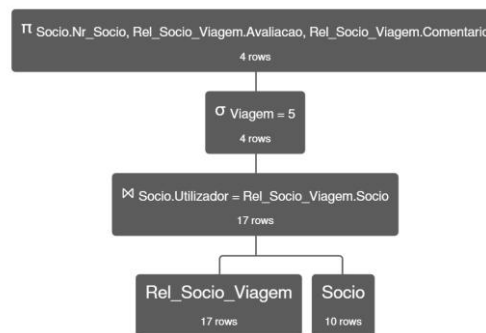 π Socio.Nr_Socio, Rel_Socio_Viagem.Avaliacao, Rel_Socio_Viagem.Comentario
4 rows
σ Viagem = 5
4 rows
⋈ Socio.Utilizador = Rel_Socio_Viagem.Socio
17 rows
Rel_Socio_Viagem Socio
17 rows 10 rows